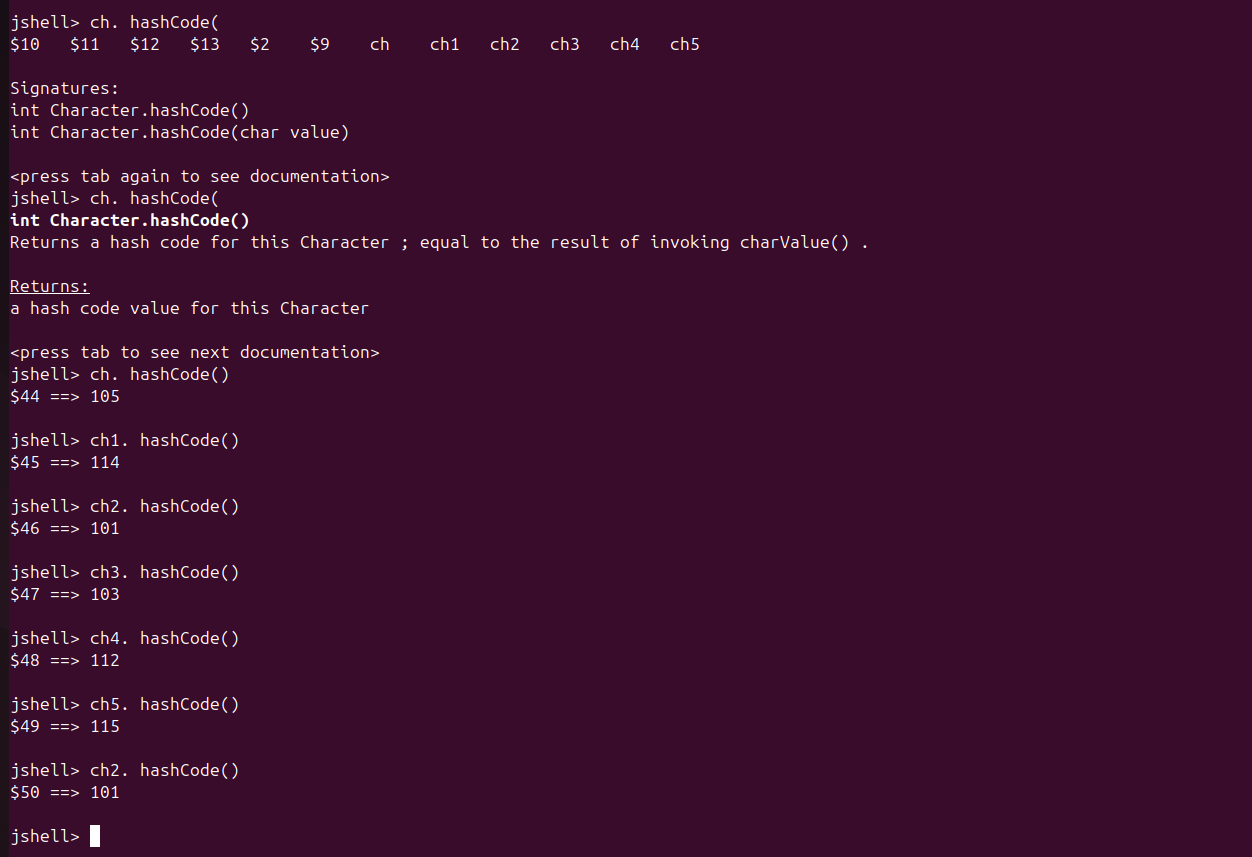 jshell> ch. hashCode(
$10   $11   $12   $13   $2    $9    ch    ch1   ch2   ch3   ch4   ch5
Signatures:
int Character.hashCode()
int Character.hashCode(char value)
<press tab again to see documentation>
jshell> ch. hashCode(
int Character.hashCode()
Returns a hash code for this Character ; equal to the result of invoking charValue() .
Returns:
a hash code value for this Character
<press tab to see next documentation>
jshell> ch. hashCode()
$44 ==> 105
jshell> ch1. hashCode()
$45 ==> 114
jshell> ch2. hashCode()
$46 ==> 101
jshell> ch3. hashCode()
$47 ==> 103
jshell> ch4. hashCode()
$48 ==> 112
jshell> ch5. hashCode()
$49 ==> 115
jshell> ch2. hashCode()
$50 ==> 101
jshell>